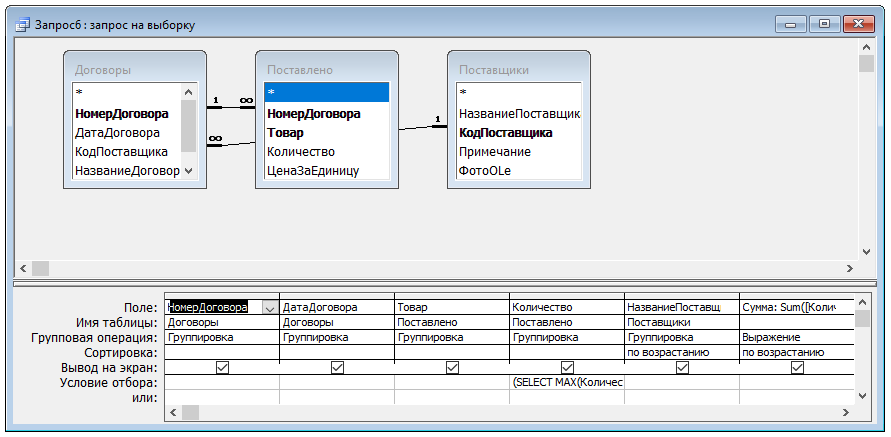 Запрос6 : запрос на выборку
Договоры
*
НомерДоговора
ДатаДоговора
КодПоставщика
НазваниеДоговор
1
∞
∞
Поставлено
*
НомерДоговора
Товар
Количество
ЦенаЗаЕдиницу
1
Поставщики
*
НазваниеПоставщик
КодПоставщика
Примечание
ФотоOLe
Поле: НомерДоговора ДатаДоговора Товар Количество НазваниеПоставщ Сумма: Sum([Колич
Имя таблицы: Договоры Договоры Поставлено Поставлено Поставщики
Групповая операция: Группировка Группировка Группировка Группировка Группировка Выражение
Сортировка: по возрастанию по возрастанию
Вывод на экран:
Условие отбора: (SELECT MAX(Количес
или: